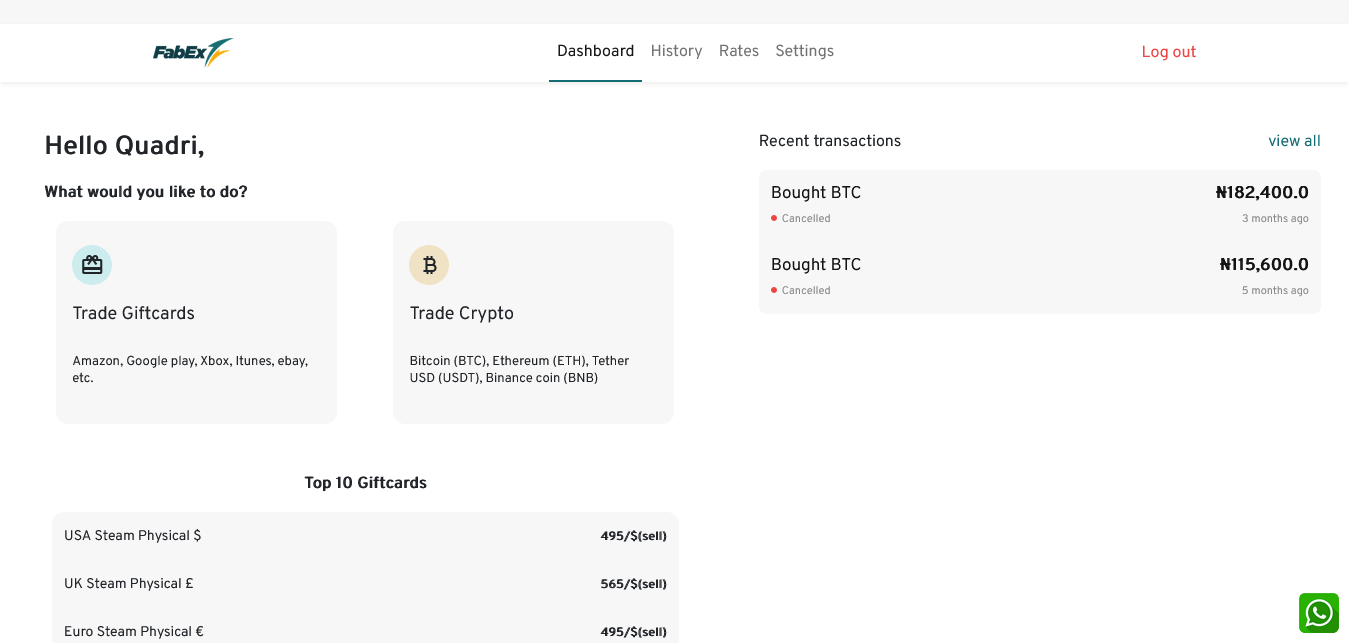 FabEx
Dashboard History Rates Settings
Log out
Hello Quadri,
What would you like to do?
Trade Giftcards
Amazon, Google play, Xbox, Itunes, ebay,
etc.
Trade Crypto
Bitcoin (BTC), Ethereum (ETH), Tether
USD (USDT), Binance coin (BNB)
Top 10 Giftcards
USA Steam Physical $ 495/$(sell)
UK Steam Physical £ 565/$(sell)
Euro Steam Physical € 495/$(sell)
Recent transactions view all
Bought BTC ₦182,400.0
Cancelled 3 months ago
Bought BTC ₦115,600.0
Cancelled 5 months ago